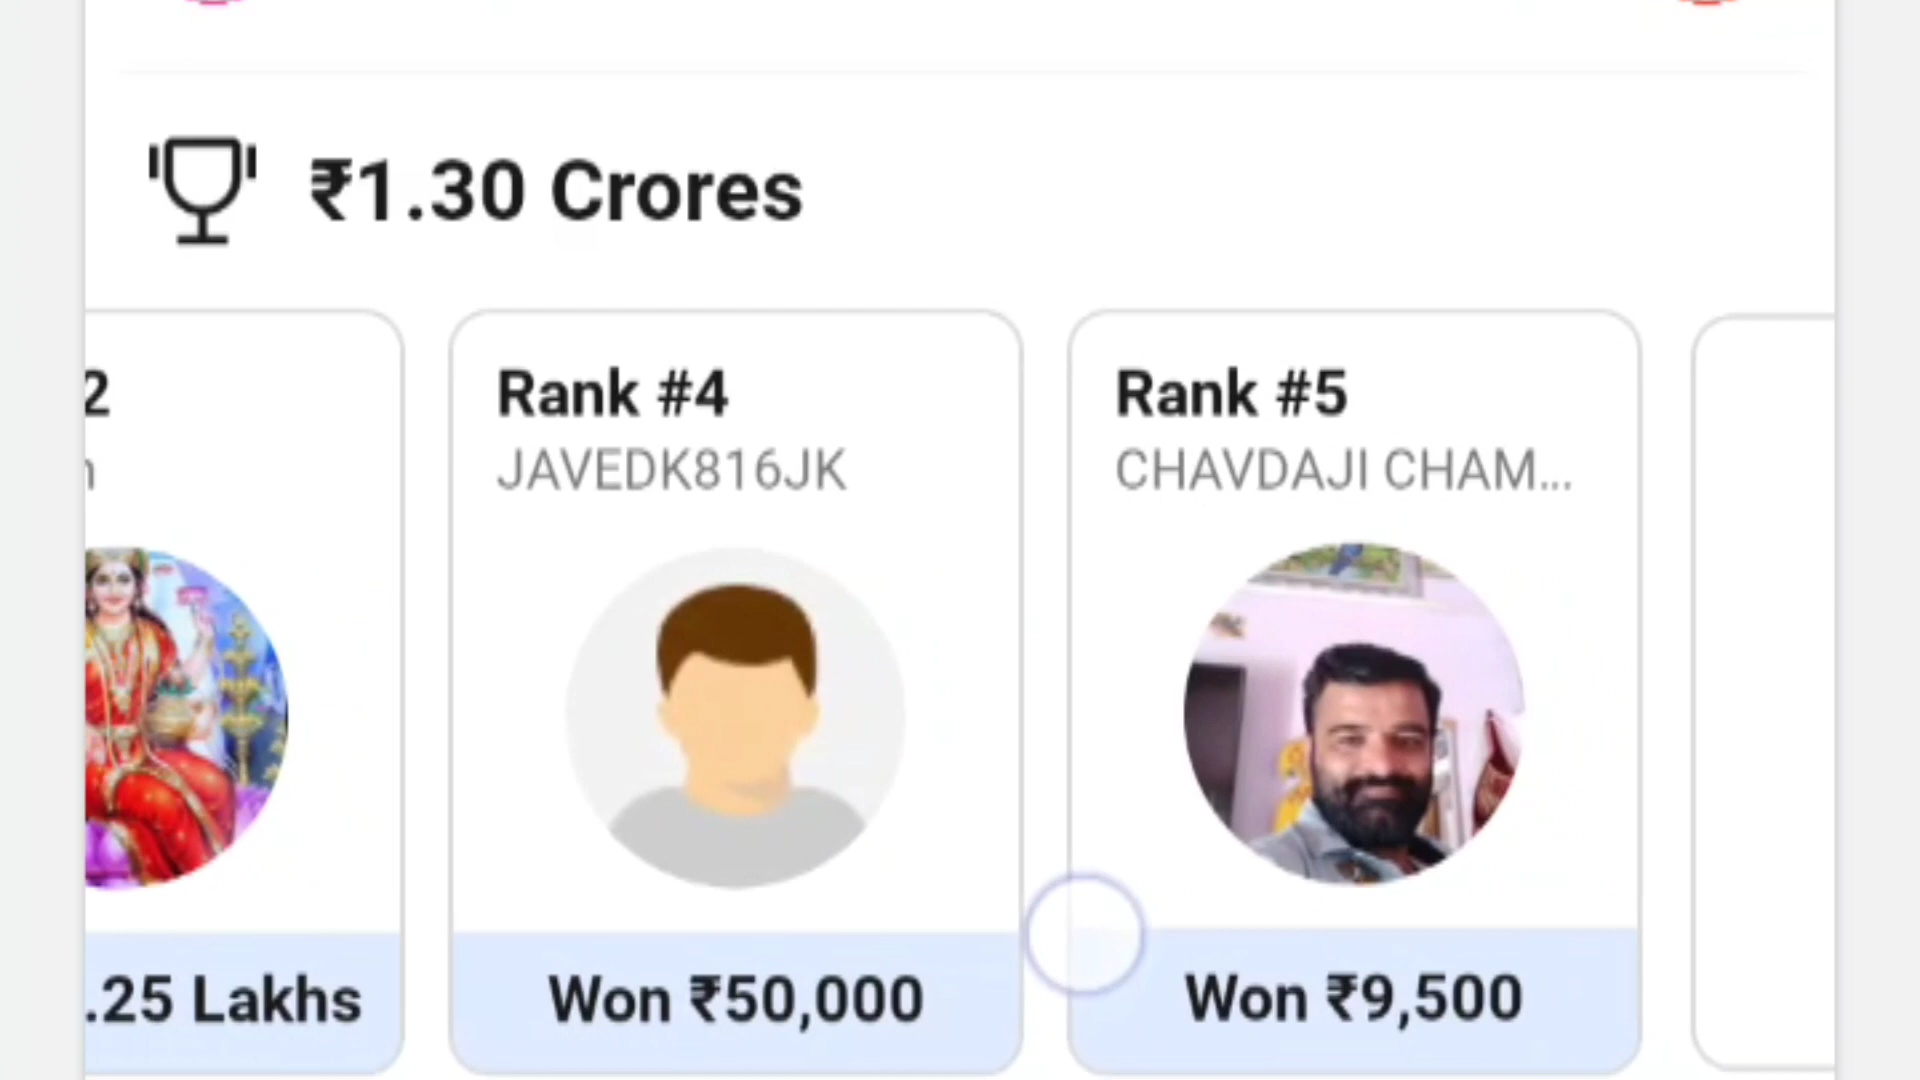 ₹1.30 Crores
2
Rank #4
JAVEDK816JK
Won ₹50,000
Rank #5
CHAVDAJI CHAM...
Won ₹9,500
.25 Lakhs